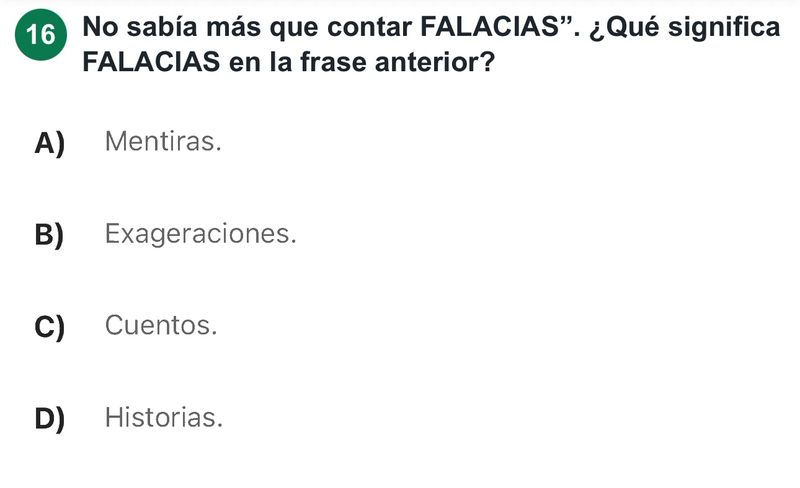 16 No sabía más que contar FALACIAS”. ¿Qué significa
FALACIAS en la frase anterior?
A) Mentiras.
B) Exageraciones.
C) Cuentos.
D) Historias.